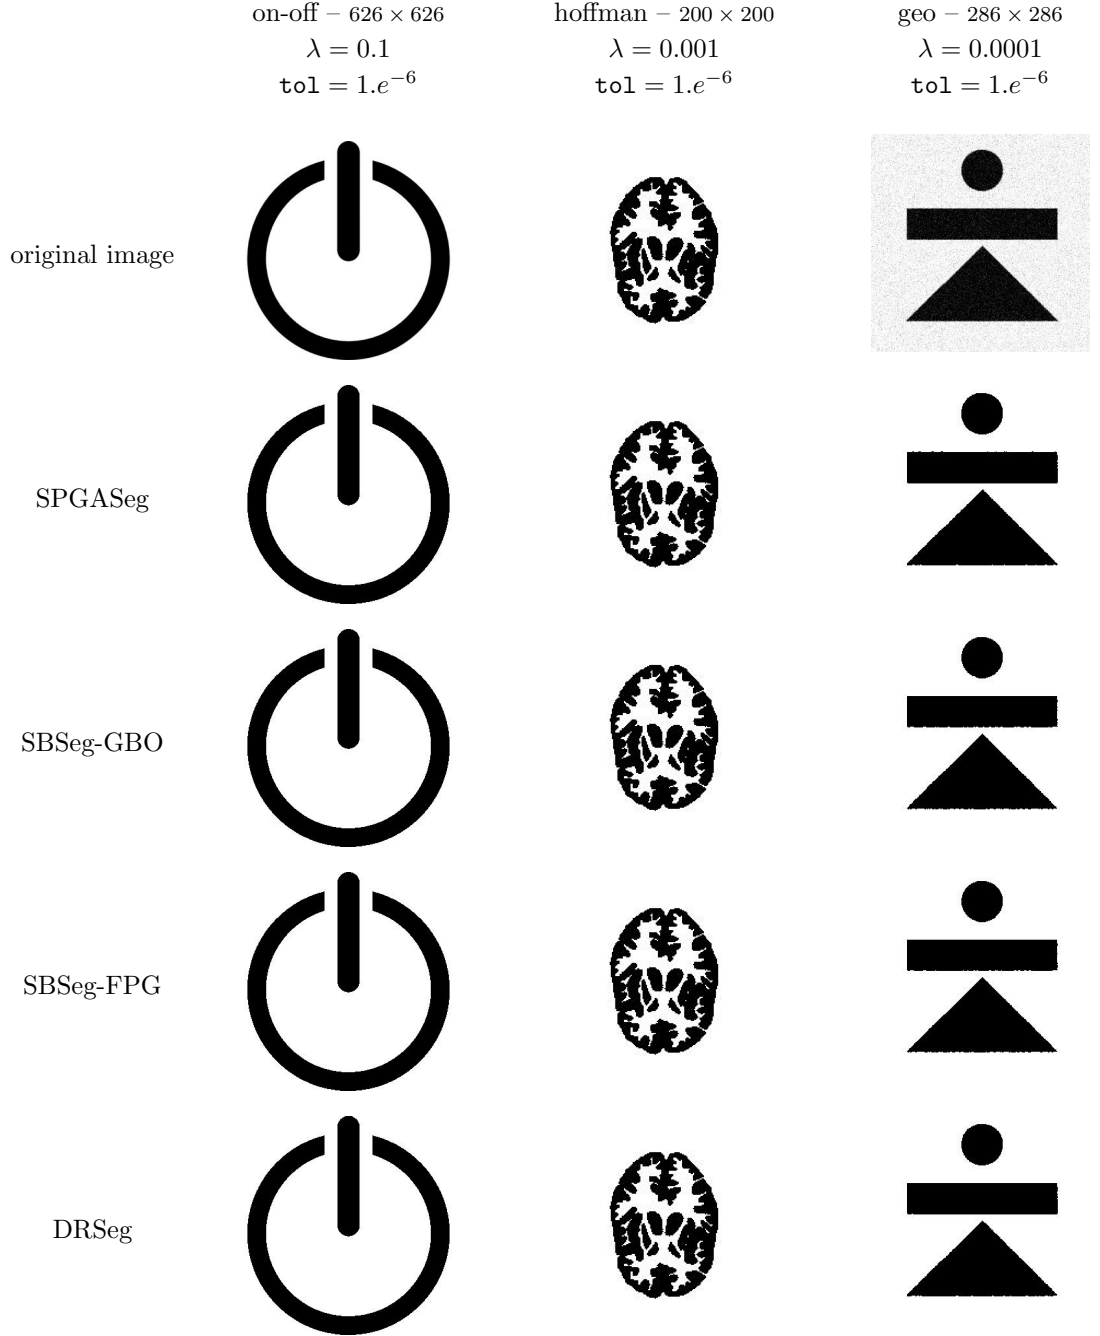 on-off – 626 × 626 hoffman – 200 × 200 geo – 286 × 286
λ = 0.1 λ = 0.001 λ = 0.0001
tol = 1.e⁻⁶ tol = 1.e⁻⁶ tol = 1.e⁻⁶
original image
SPGASeg
SBSeg-GBO
SBSeg-FPG
DRSeg